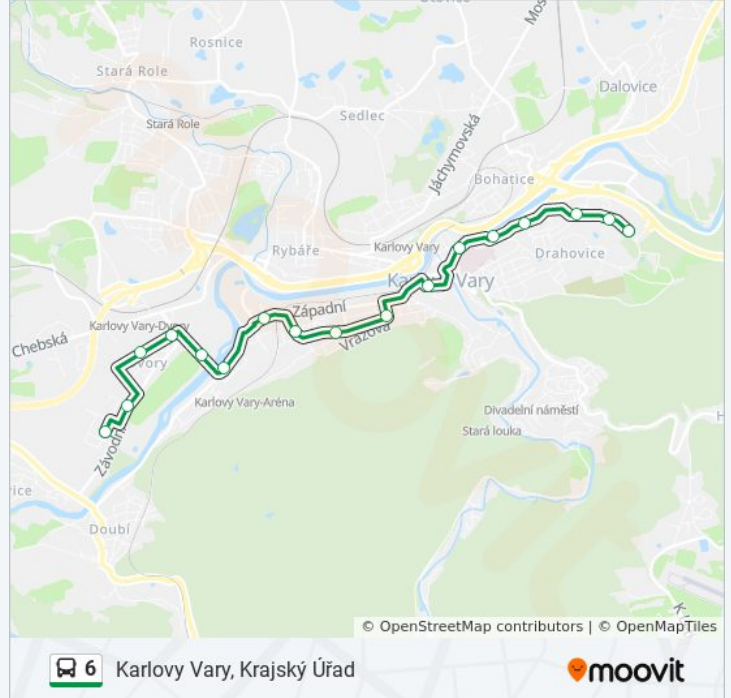 Rosnice
Stará Role
Dalovice
Sedlec
Stará Role
Jáchymovská
Bohatice
Rybáře
Karlovy Vary
Drahovice
Karlovy Vary
Západní
Karlovy Vary-Dvory
Chebská
Vrázova
Karlovy Vary-Aréna
Divadelní náměstí
Stará louka
Závodní
Doubí
© OpenStreetMap contributors | © OpenMapTiles
6 Karlovy Vary, Krajský Úřad
moovit